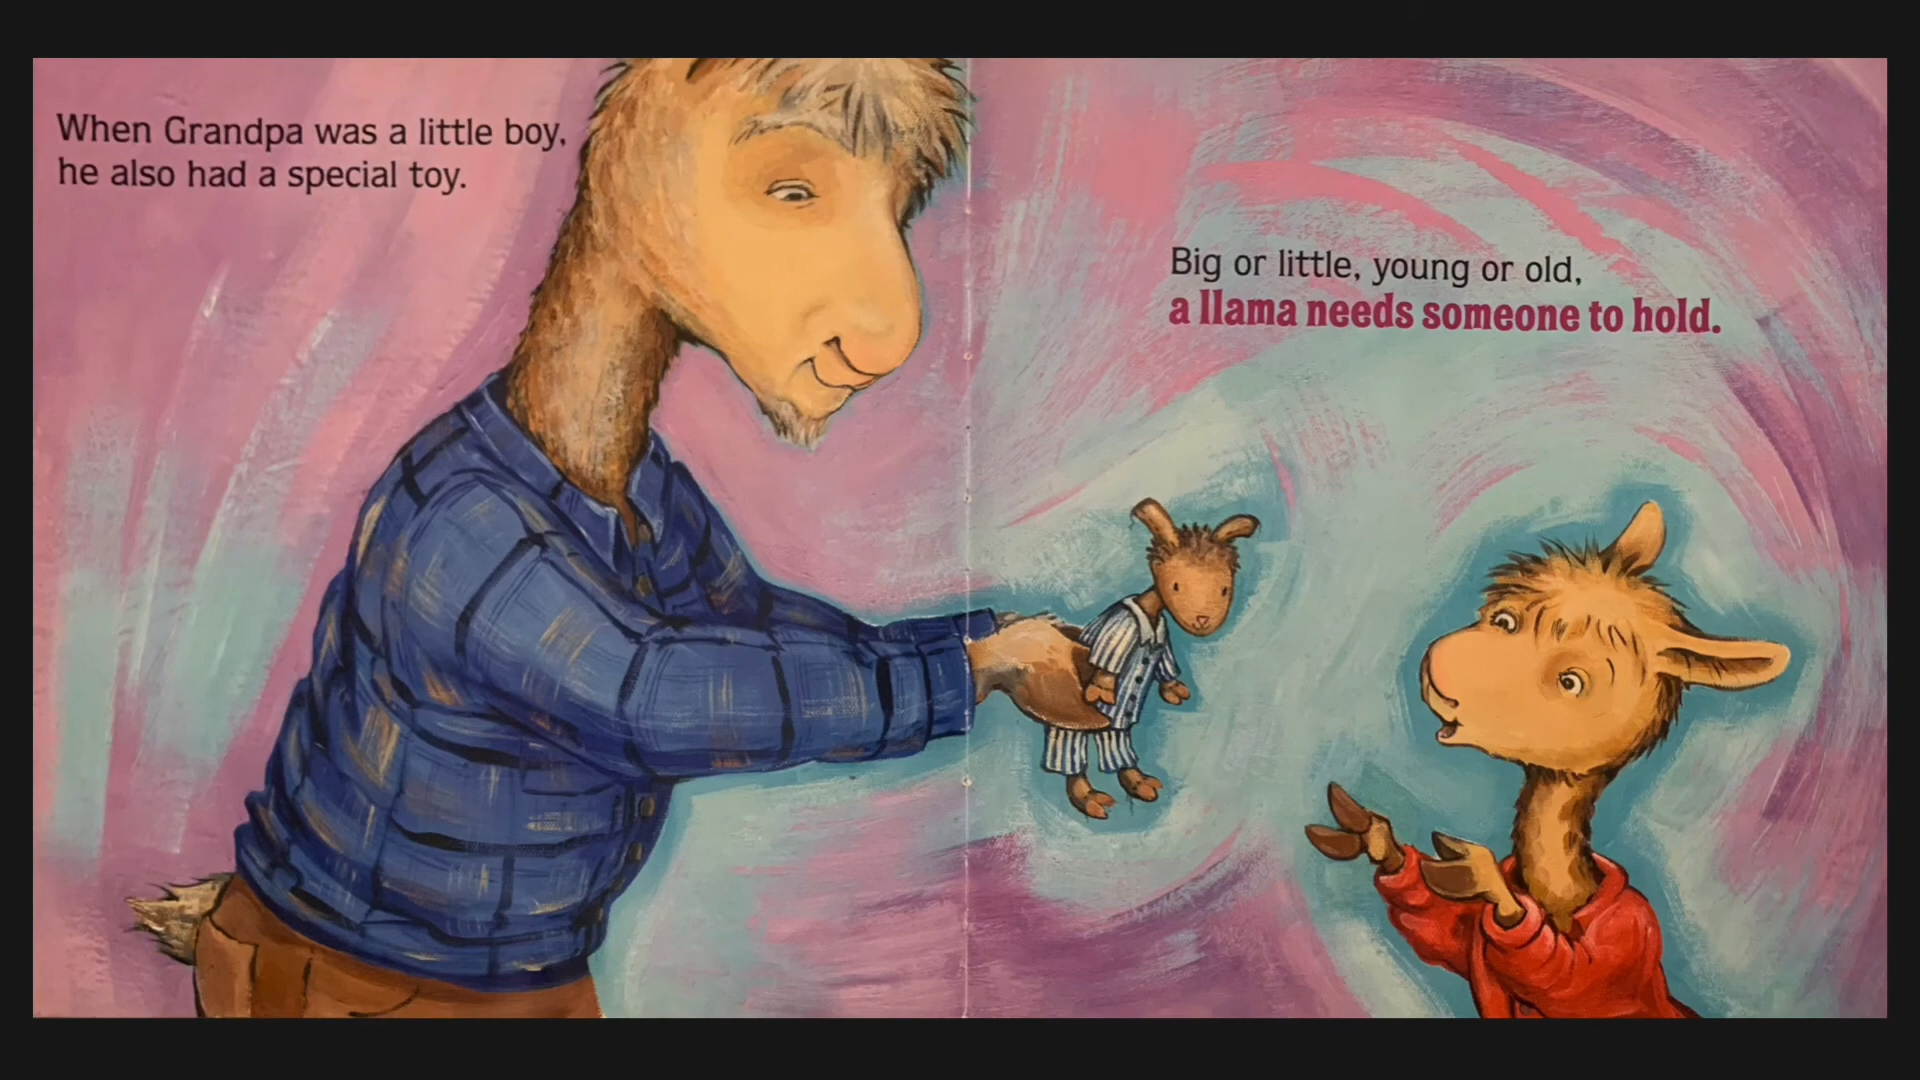 When Grandpa was a little boy,
he also had a special toy.
Big or little, young or old,
a llama needs someone to hold.